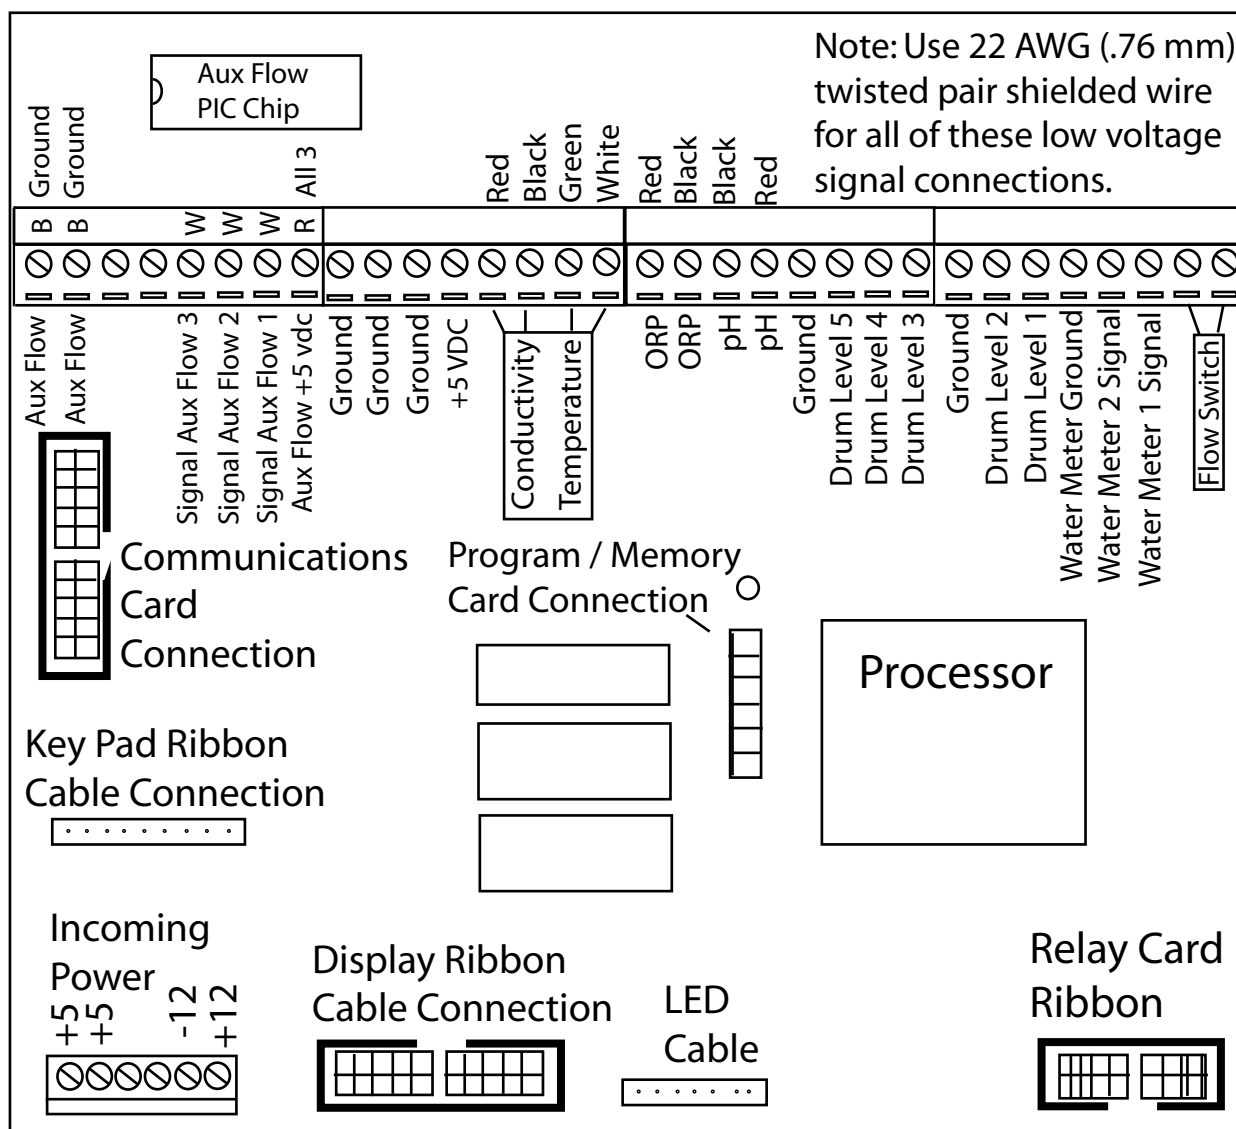 Note: Use 22 AWG (.76 mm)
twisted pair shielded wire
for all of these low voltage
signal connections.
Aux Flow
PIC Chip
Ground
Ground
All 3
Red
Black
Green
White
Red
Black
Black
Red
B
B
W
W
W
R
Aux Flow
Aux Flow
Signal Aux Flow 3
Signal Aux Flow 2
Signal Aux Flow 1
Aux Flow +5 vdc
Ground
Ground
Ground
+5 VDC
Conductivity
Temperature
ORP
ORP
pH
pH
Ground
Drum Level 5
Drum Level 4
Drum Level 3
Ground
Drum Level 2
Drum Level 1
Water Meter Ground
Water Meter 2 Signal
Water Meter 1 Signal
Flow Switch
Communications
Card
Connection
Program / Memory
Card Connection
Processor
Key Pad Ribbon
Cable Connection
Incoming
Power
+5
+5
-12
+12
Display Ribbon
Cable Connection
LED
Cable
Relay Card
Ribbon